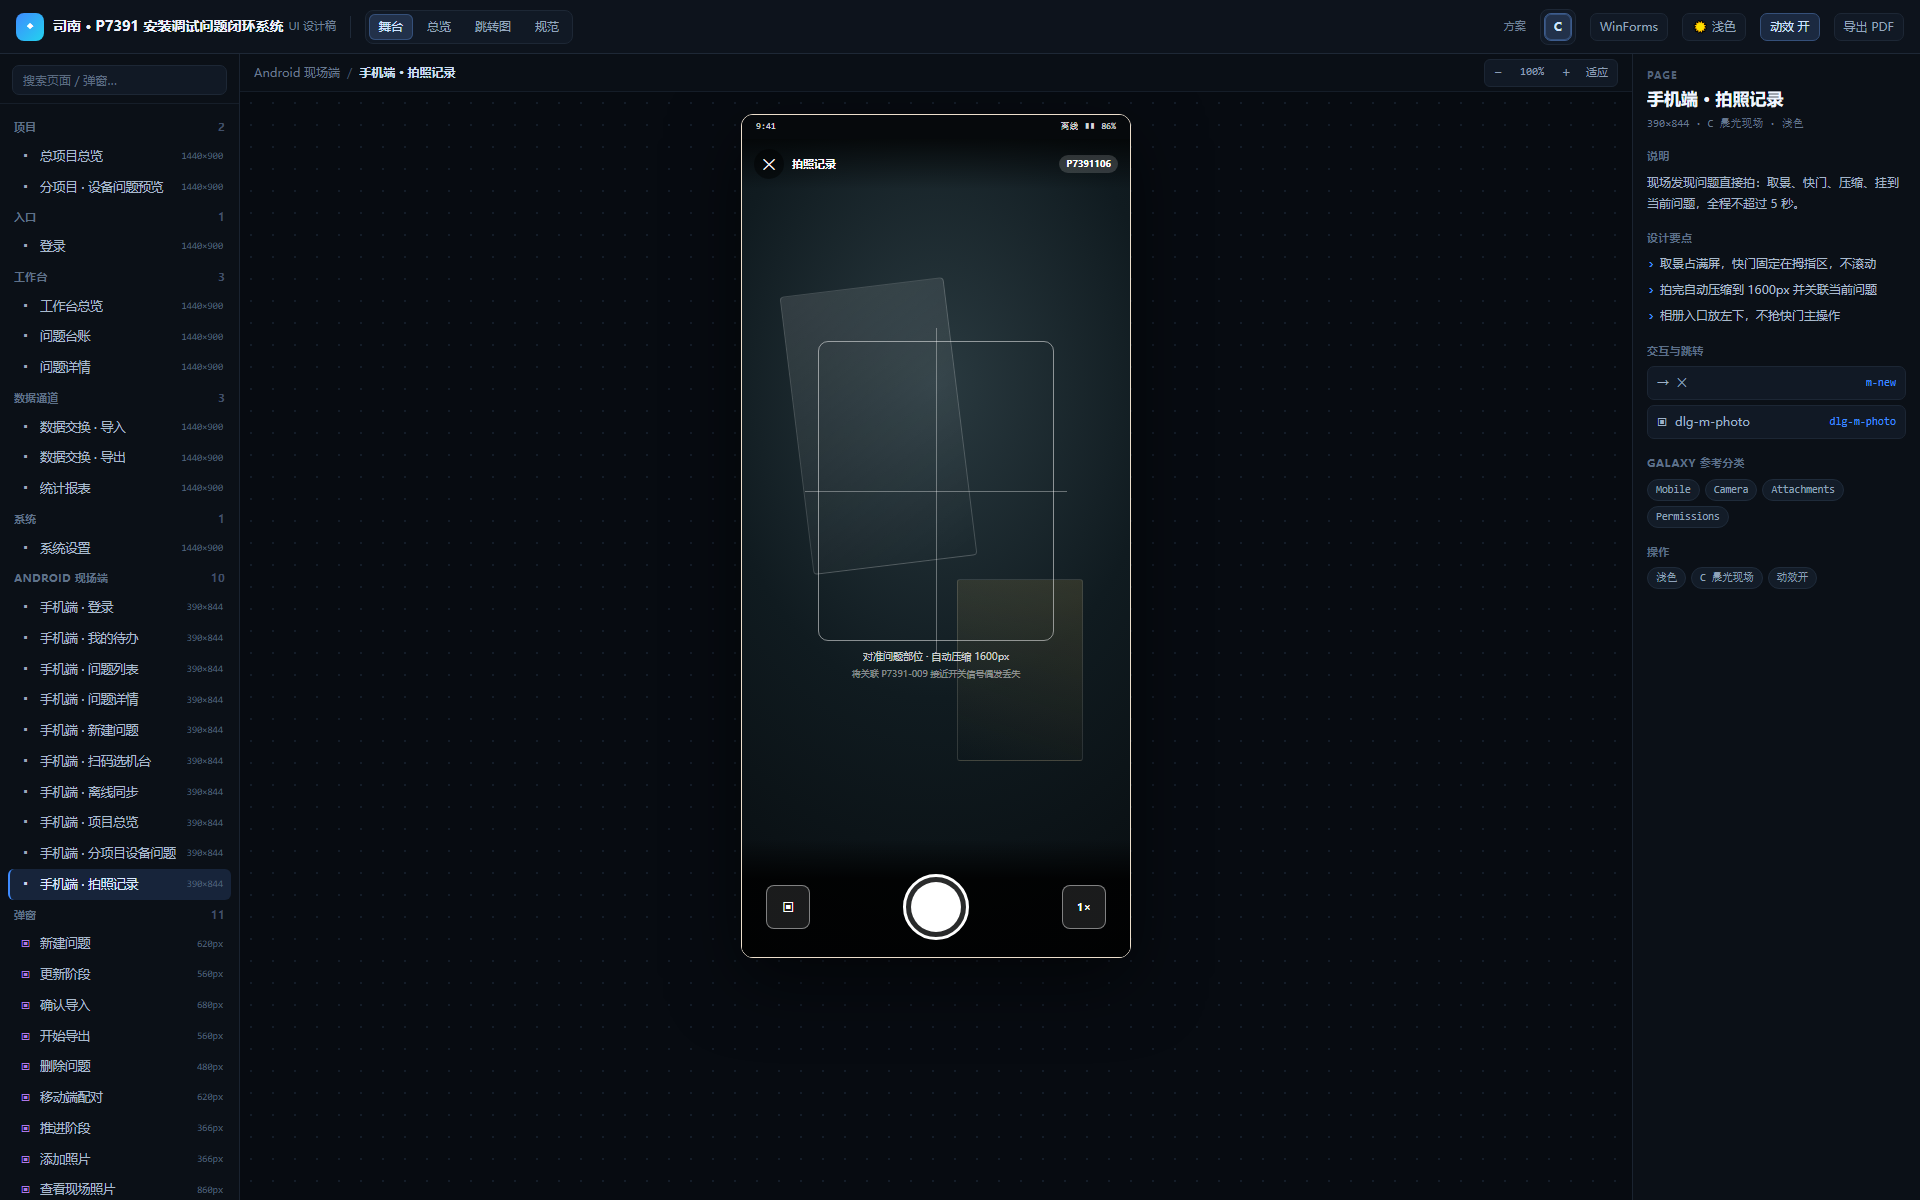 司南 • P7391 安装调试问题闭环系统 UI 设计稿 舞台 总览 跳转图 规范 方案 C WinForms 浅色 动效 开 导出 PDF
搜索页面 / 弹窗...
项目 2
总项目总览 1440×900
分项目 · 设备问题预览 1440×900
入口 1
登录 1440×900
工作台 3
工作台总览 1440×900
问题台账 1440×900
问题详情 1440×900
数据通道 3
数据交换 · 导入 1440×900
数据交换 · 导出 1440×900
统计报表 1440×900
系统 1
系统设置 1440×900
ANDROID 现场端 10
手机端 · 登录 390×844
手机端 · 我的待办 390×844
手机端 · 问题列表 390×844
手机端 · 问题详情 390×844
手机端 · 新建问题 390×844
手机端 · 扫码选机台 390×844
手机端 · 离线同步 390×844
手机端 · 项目总览 390×844
手机端 · 分项目设备问题 390×844
手机端 · 拍照记录 390×844
弹窗 11
新建问题 620px
更新阶段 560px
确认导入 680px
开始导出 560px
删除问题 480px
移动端配对 620px
推进阶段 366px
添加照片 366px
查看现场照片 860px
Android 现场端 / 手机端 • 拍照记录 − 100% + 适应
9:41 离线 86%
拍照记录 P7391106
对准问题部位 · 自动压缩 1600px
将关联 P7391-009 接近开关信号偶发丢失
1×
PAGE
手机端 • 拍照记录
390×844 · C 晨光现场 · 浅色
说明
现场发现问题直接拍：取景、快门、压缩、挂到
当前问题，全程不超过 5 秒。
设计要点
› 取景占满屏，快门固定在拇指区，不滚动
› 拍完自动压缩到 1600px 并关联当前问题
› 相册入口放左下，不抢快门主操作
交互与跳转
→ ╳ m-new
dlg-m-photo dlg-m-photo
GALAXY 参考分类
Mobile Camera Attachments
Permissions
操作
浅色 C 晨光现场 动效开